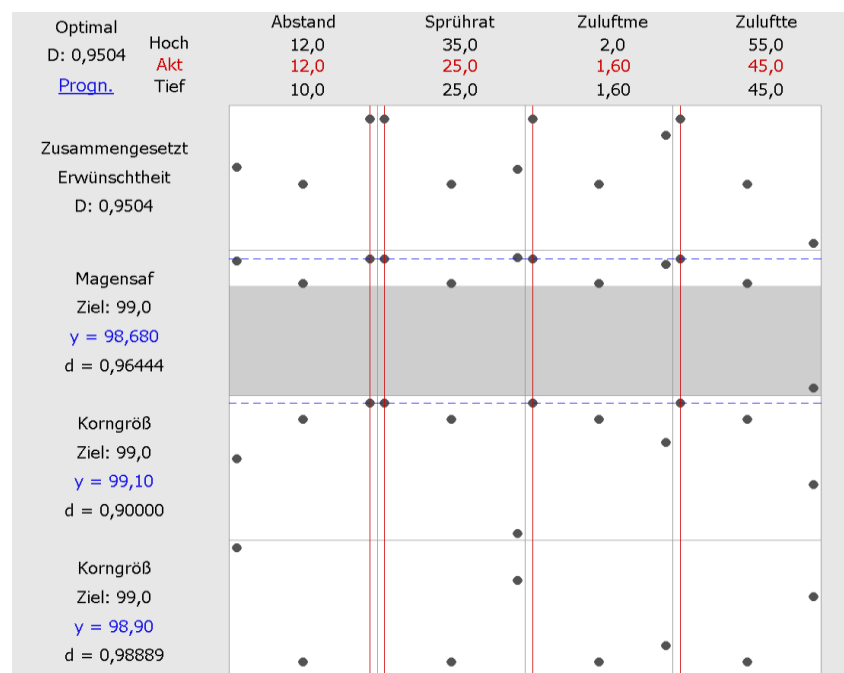 Optimal
D: 0,9504
Progn.
Hoch
Akt
Tief
Abstand
12,0
12,0
10,0
Sprührat
35,0
25,0
25,0
Zuluftme
2,0
1,60
1,60
Zuluftte
55,0
45,0
45,0
Zusammengesetzt
Erwünschtheit
D: 0,9504
Magensaf
Ziel: 99,0
y = 98,680
d = 0,96444
Korngröß
Ziel: 99,0
y = 99,10
d = 0,90000
Korngröß
Ziel: 99,0
y = 98,90
d = 0,98889